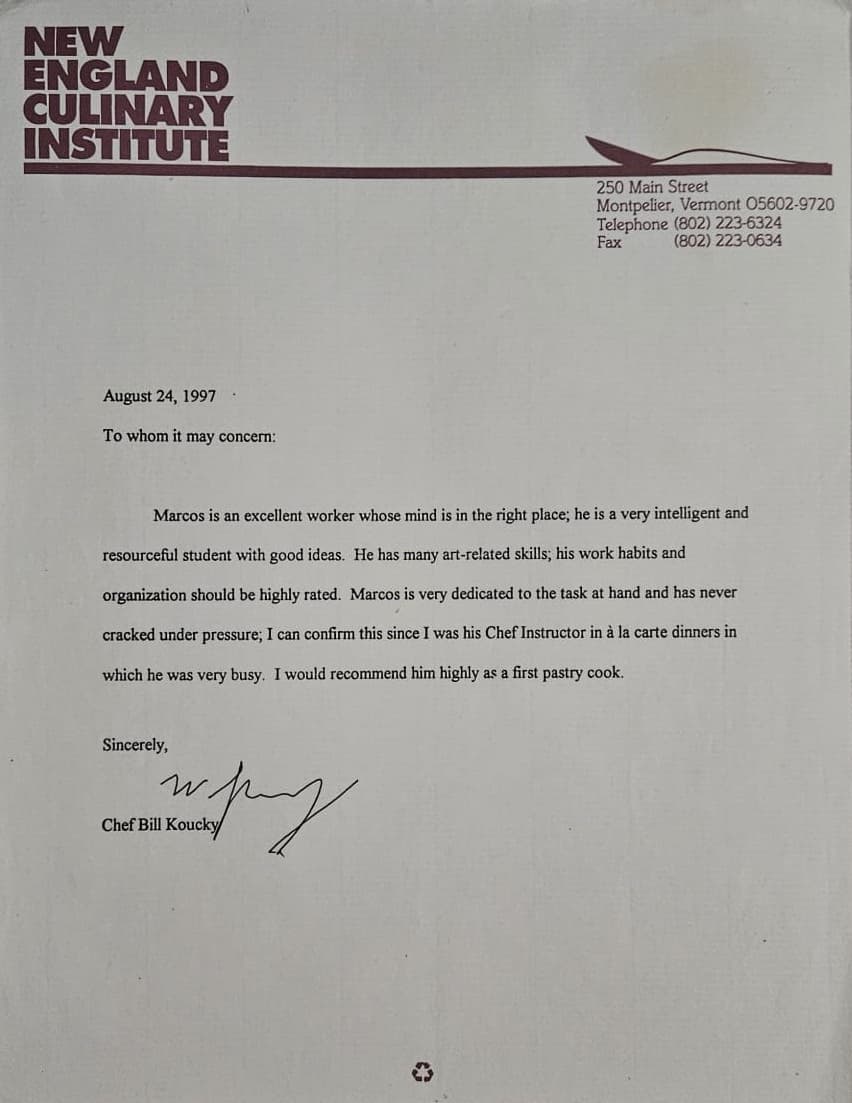 NEW
ENGLAND
CULINARY
INSTITUTE
250 Main Street
Montpelier, Vermont 05602-9720
Telephone (802) 223-6324
Fax (802) 223-0634
August 24, 1997
To whom it may concern:
Marcos is an excellent worker whose mind is in the right place; he is a very intelligent and
resourceful student with good ideas. He has many art-related skills; his work habits and
organization should be highly rated. Marcos is very dedicated to the task at hand and has never
cracked under pressure; I can confirm this since I was his Chef Instructor in à la carte dinners in
which he was very busy. I would recommend him highly as a first pastry cook.
Sincerely,
Chef Bill Koucky